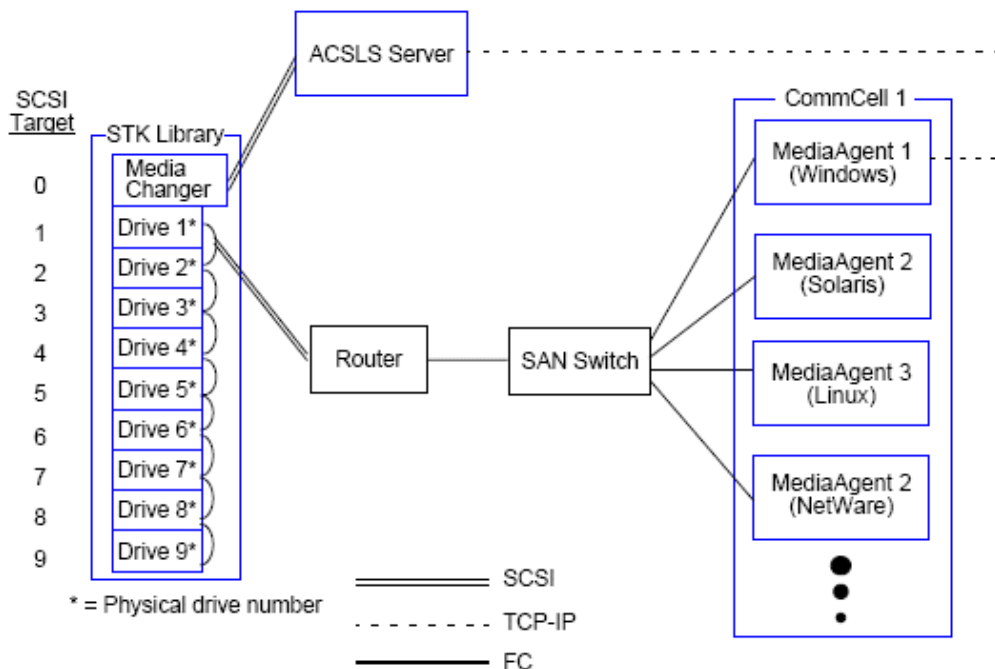 ACSLS Server
SCSI
Target
STK Library
CommCell 1
Media
Changer
MediaAgent 1
(Windows)
0
1
2
3
4
5
6
7
8
9
Drive 1*
Drive 2*
Drive 3*
Drive 4*
Drive 5*
Drive 6*
Drive 7*
Drive 8*
Drive 9*
Router
SAN Switch
MediaAgent 2
(Solaris)
MediaAgent 3
(Linux)
MediaAgent 2
(NetWare)
* = Physical drive number
SCSI
TCP-IP
FC